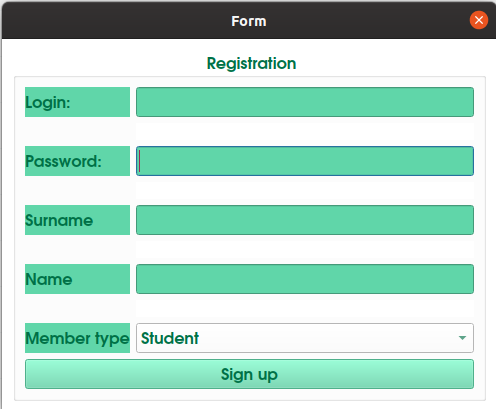 Form
Registration
Login:
Password:
Surname
Name
Member type Student
Sign up